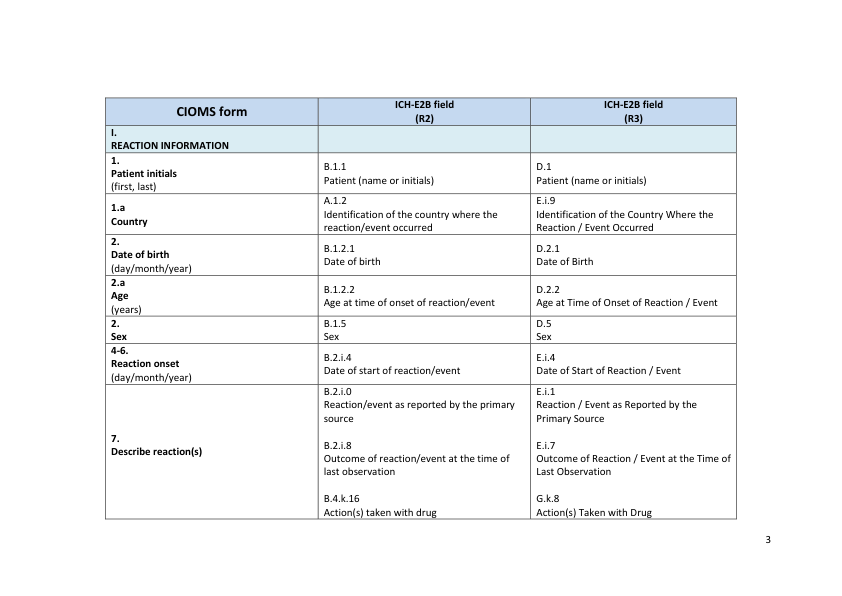 CIOMS form
ICH-E2B field
(R2)
ICH-E2B field
(R3)
I.
REACTION INFORMATION
1.
Patient initials
(first, last)
B.1.1
Patient (name or initials)
D.1
Patient (name or initials)
1.a
Country
A.1.2
Identification of the country where the
reaction/event occurred
E.i.9
Identification of the Country Where the
Reaction / Event Occurred
2.
Date of birth
(day/month/year)
B.1.2.1
Date of birth
D.2.1
Date of Birth
2.a
Age
(years)
B.1.2.2
Age at time of onset of reaction/event
D.2.2
Age at Time of Onset of Reaction / Event
2.
Sex
B.1.5
Sex
D.5
Sex
4-6.
Reaction onset
(day/month/year)
B.2.i.4
Date of start of reaction/event
E.i.4
Date of Start of Reaction / Event
7.
Describe reaction(s)
B.2.i.0
Reaction/event as reported by the primary
source
B.2.i.8
Outcome of reaction/event at the time of
last observation
B.4.k.16
Action(s) taken with drug
E.i.1
Reaction / Event as Reported by the
Primary Source
E.i.7
Outcome of Reaction / Event at the Time of
Last Observation
G.k.8
Action(s) Taken with Drug
3